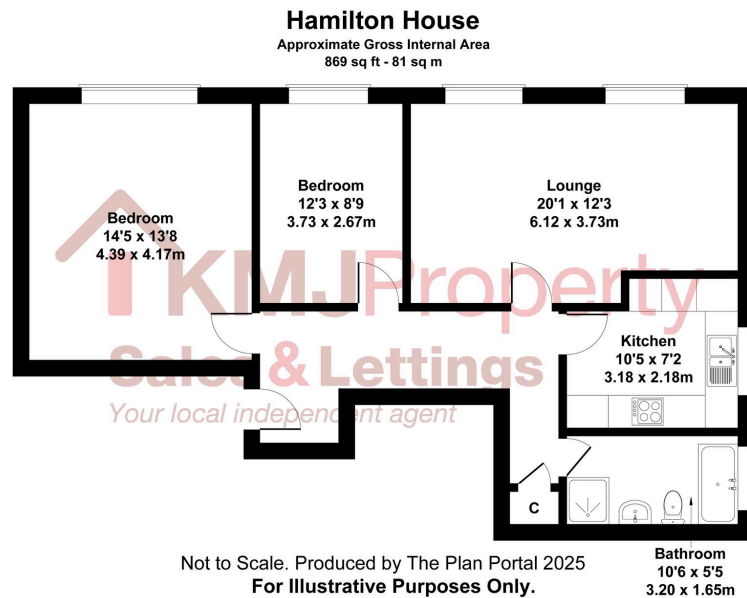 Hamilton House
Approximate Gross Internal Area
869 sq ft - 81 sq m
Bedroom
14'5 x 13'8
4.39 x 4.17m
Bedroom
12'3 x 8'9
3.73 x 2.67m
Lounge
20'1 x 12'3
6.12 x 3.73m
KMJProperty
Sales & Lettings
Your local independent agent
Kitchen
10'5 x 7'2
3.18 x 2.18m
C
Bathroom
10'6 x 5'5
3.20 x 1.65m
Not to Scale. Produced by The Plan Portal 2025
For Illustrative Purposes Only.